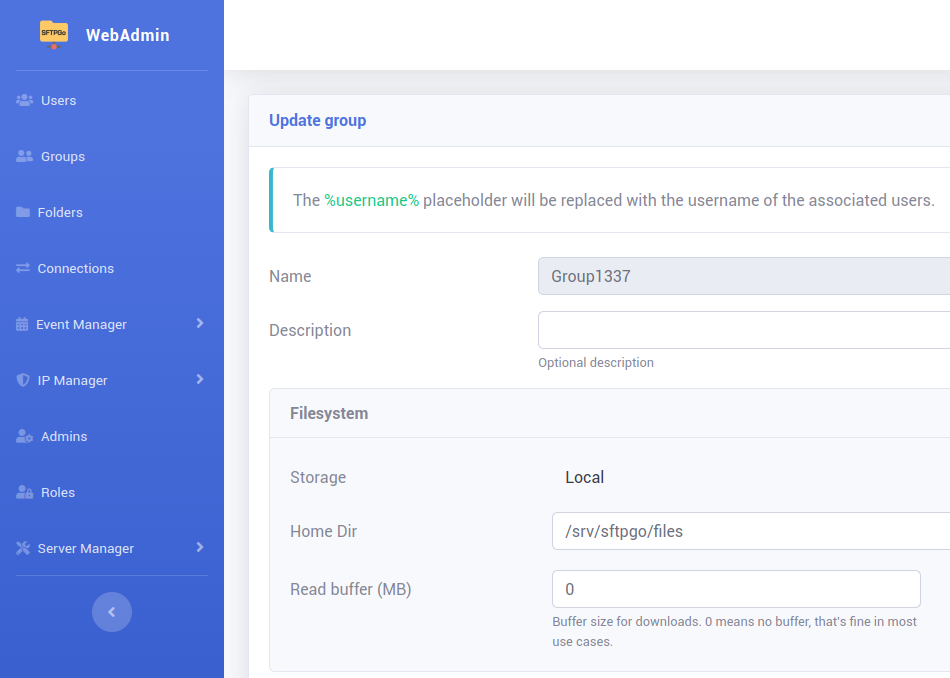 SFTPGo WebAdmin
Users
Groups
Folders
Connections
Event Manager
IP Manager
Admins
Roles
Server Manager
Update group
The %username% placeholder will be replaced with the username of the associated users.
Name Group1337
Description
Optional description
Filesystem
Storage Local
Home Dir /srv/sftpgo/files
Read buffer (MB) 0
Buffer size for downloads. 0 means no buffer, that's fine in most
use cases.